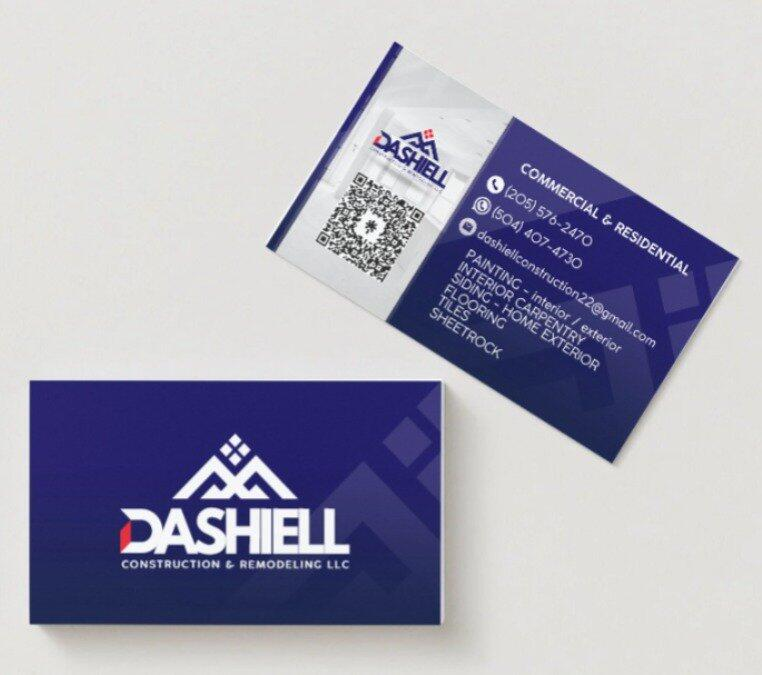 DASHIELL
COMMERCIAL & RESIDENTIAL
(205) 576-2470
(504) 407-4730
dashiellconstruction22@gmail.com
PAINTING - interior / exterior
INTERIOR CARPENTRY
SIDING - HOME EXTERIOR
FLOORING
TILES
SHEETROCK
DASHIELL
CONSTRUCTION & REMODELING LLC